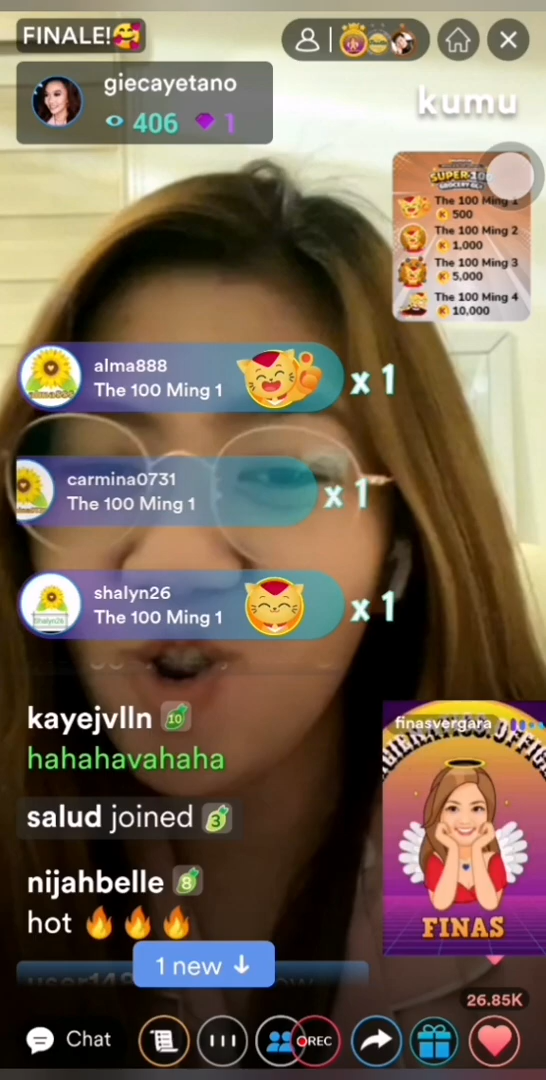 FINALE!🥰
giecayetano
406 1
kumu
SUPER 100
The 100 Ming 1
500
The 100 Ming 2
1,000
The 100 Ming 3
5,000
The 100 Ming 4
10,000
alma888
The 100 Ming 1
x 1
carmina0731
The 100 Ming 1
x 1
shalyn26
The 100 Ming 1
x 1
kayejvlln 10
hahahavahaha
salud joined 3
nijahbelle 8
hot 🔥🔥🔥
1 new ↓
finasvergara
FINAS
26.85K
Chat
REC